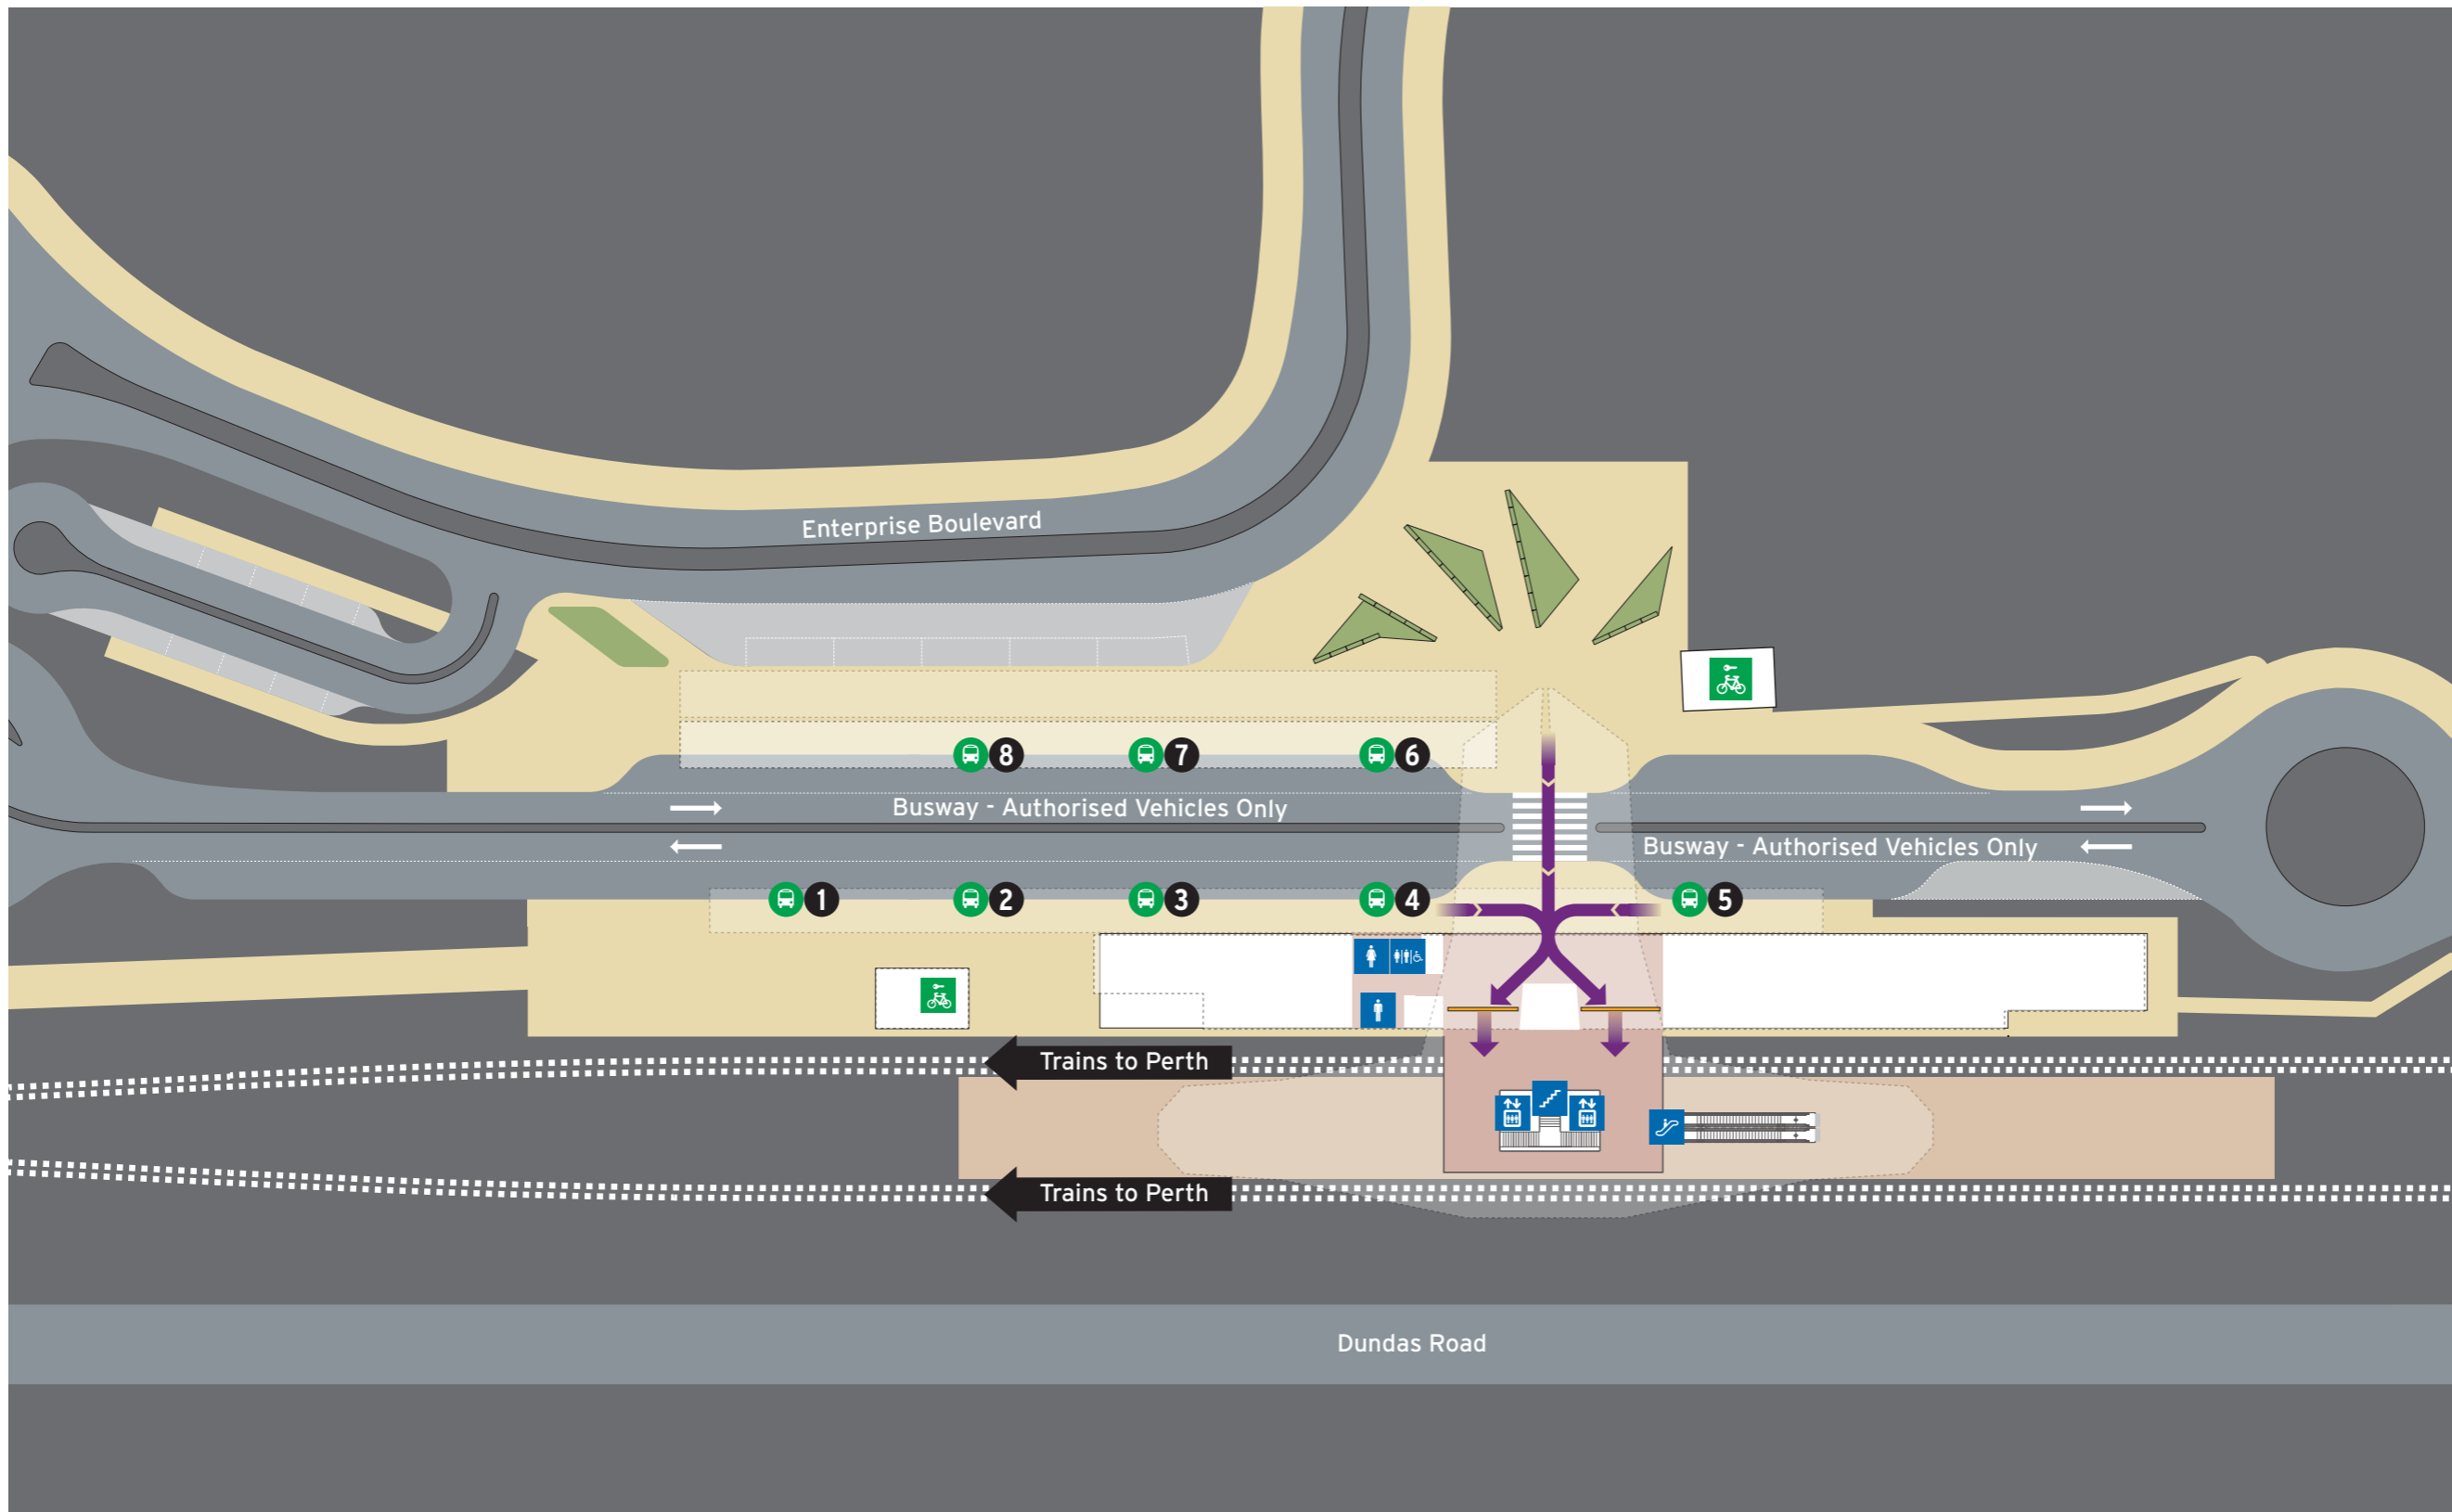 Enterprise Boulevard
8 7 6
Busway - Authorised Vehicles Only
Busway - Authorised Vehicles Only
1 2 3 4 5
Trains to Perth
Trains to Perth
Dundas Road